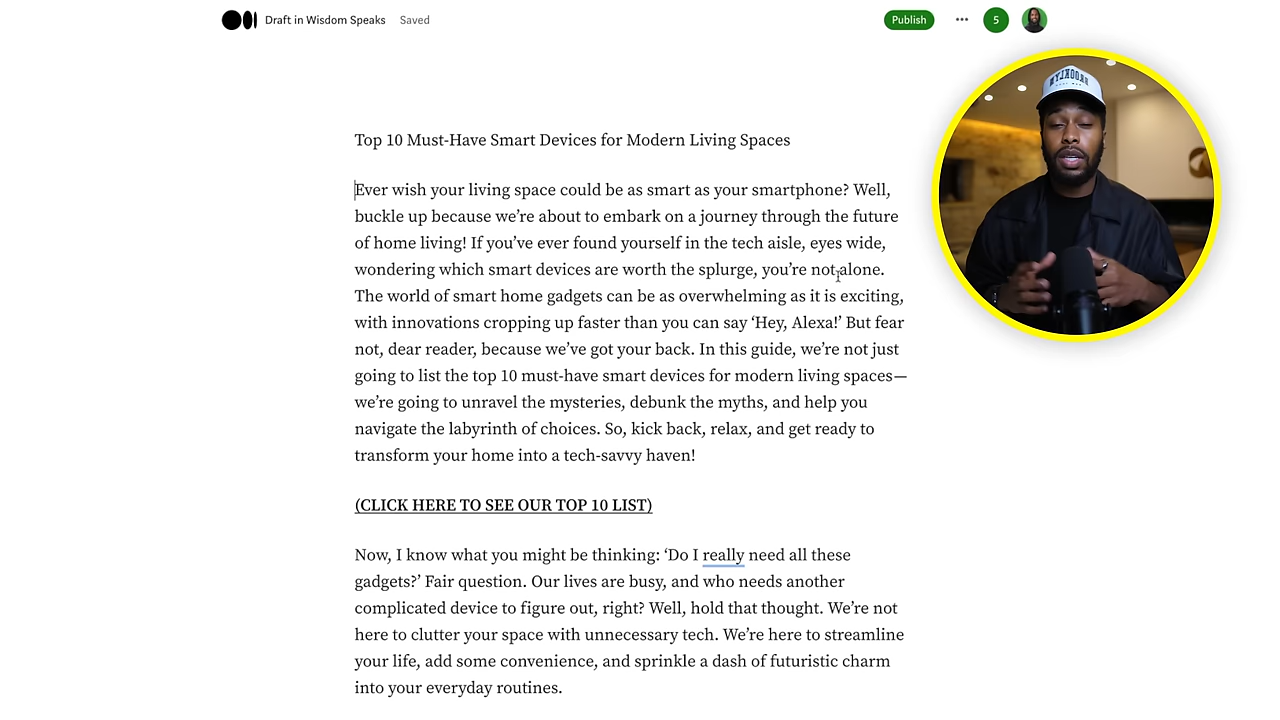 Draft in Wisdom Speaks Saved Publish 5
Top 10 Must-Have Smart Devices for Modern Living Spaces
Ever wish your living space could be as smart as your smartphone? Well,
buckle up because we’re about to embark on a journey through the future
of home living! If you’ve ever found yourself in the tech aisle, eyes wide,
wondering which smart devices are worth the splurge, you’re not alone.
The world of smart home gadgets can be as overwhelming as it is exciting,
with innovations cropping up faster than you can say ‘Hey, Alexa!’ But fear
not, dear reader, because we’ve got your back. In this guide, we’re not just
going to list the top 10 must-have smart devices for modern living spaces—
we’re going to unravel the mysteries, debunk the myths, and help you
navigate the labyrinth of choices. So, kick back, relax, and get ready to
transform your home into a tech-savvy haven!
(CLICK HERE TO SEE OUR TOP 10 LIST)
Now, I know what you might be thinking: ‘Do I really need all these
gadgets?’ Fair question. Our lives are busy, and who needs another
complicated device to figure out, right? Well, hold that thought. We’re not
here to clutter your space with unnecessary tech. We’re here to streamline
your life, add some convenience, and sprinkle a dash of futuristic charm
into your everyday routines.
BROOKLYN